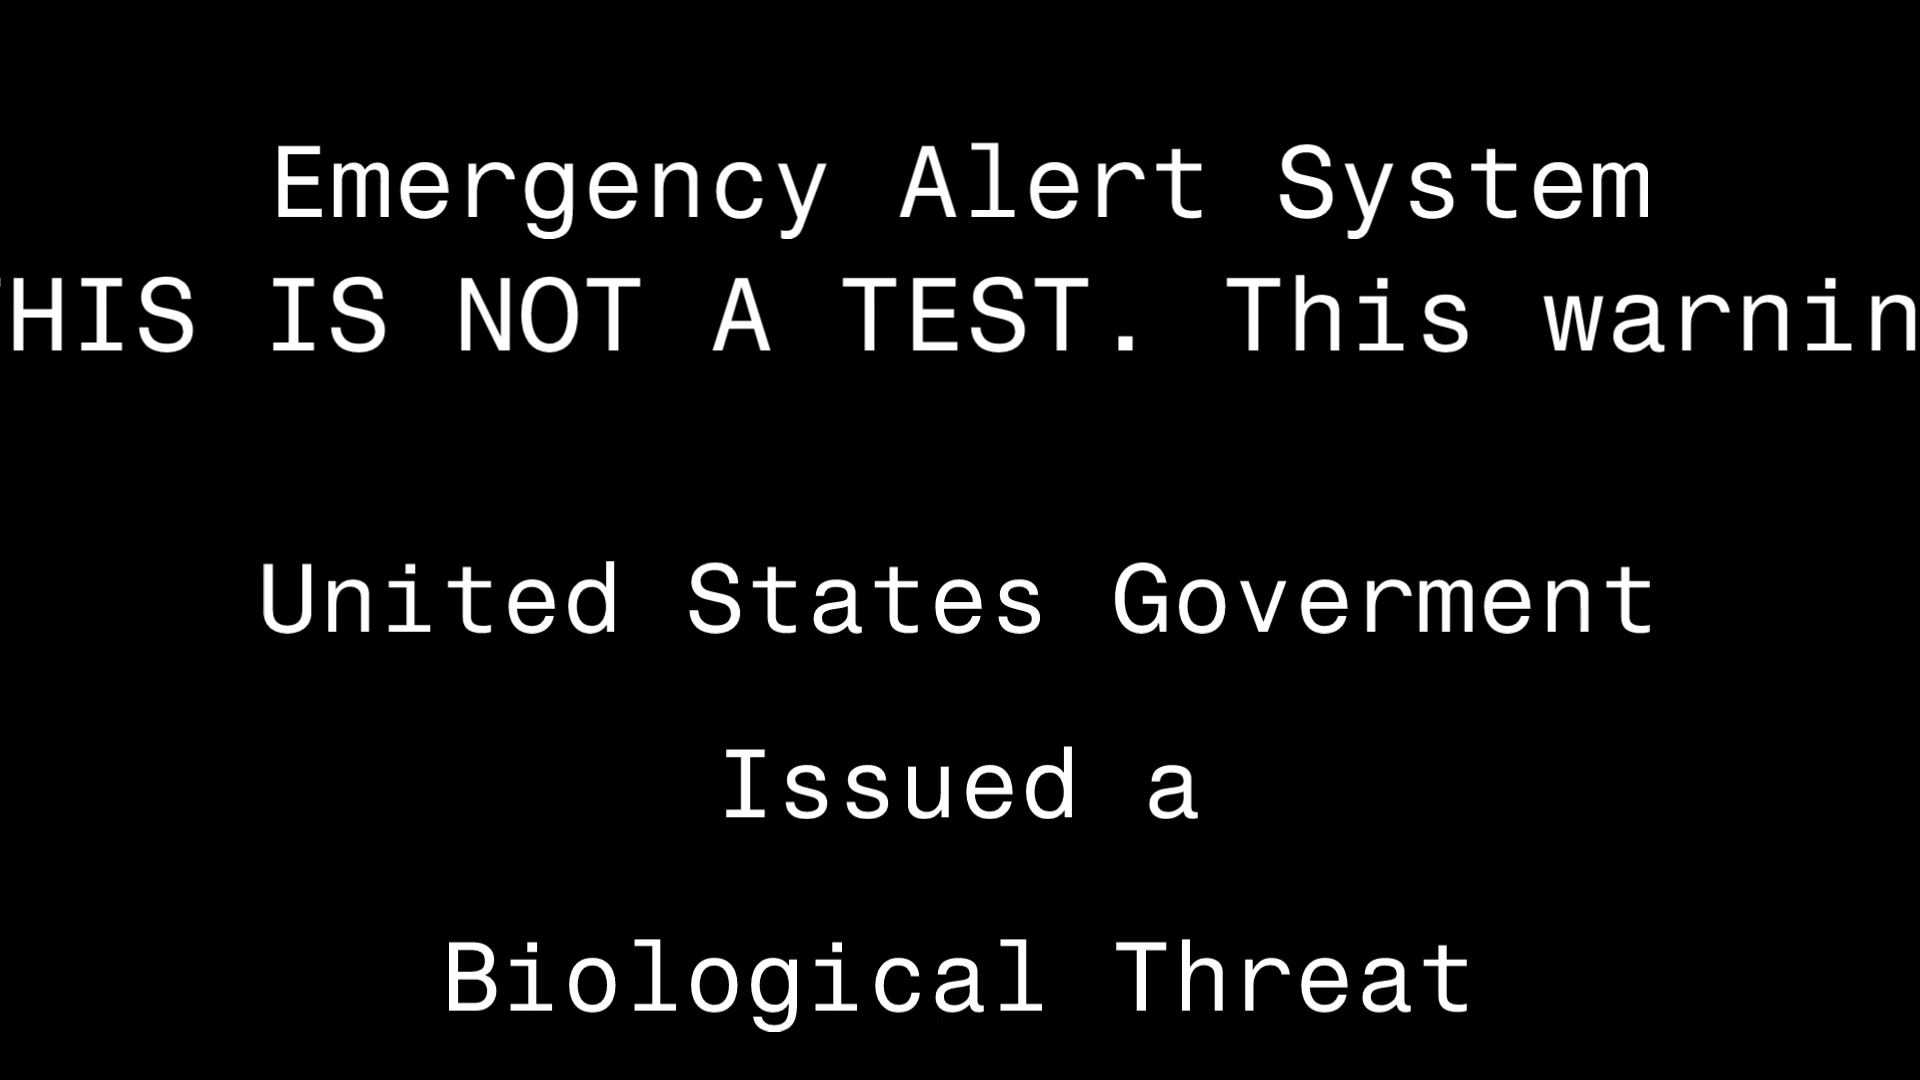 Emergency Alert System
THIS IS NOT A TEST. This warnin
United States Goverment
Issued a
Biological Threat